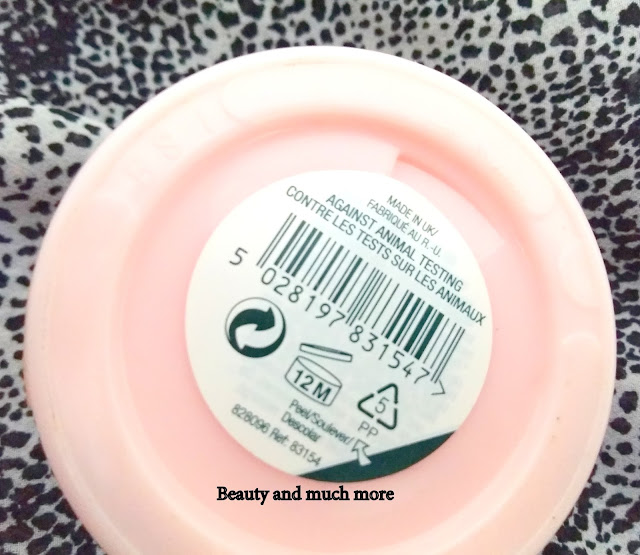 MADE IN UK/
FABRIQUÉ AU R.-U.
AGAINST ANIMAL TESTING
CONTRE LES TESTS SUR LES ANIMAUX
5 028197 831547
12M
5
PP
Peel/Soulever/
Descolar
828096 Ref: 83154
Beauty and much more